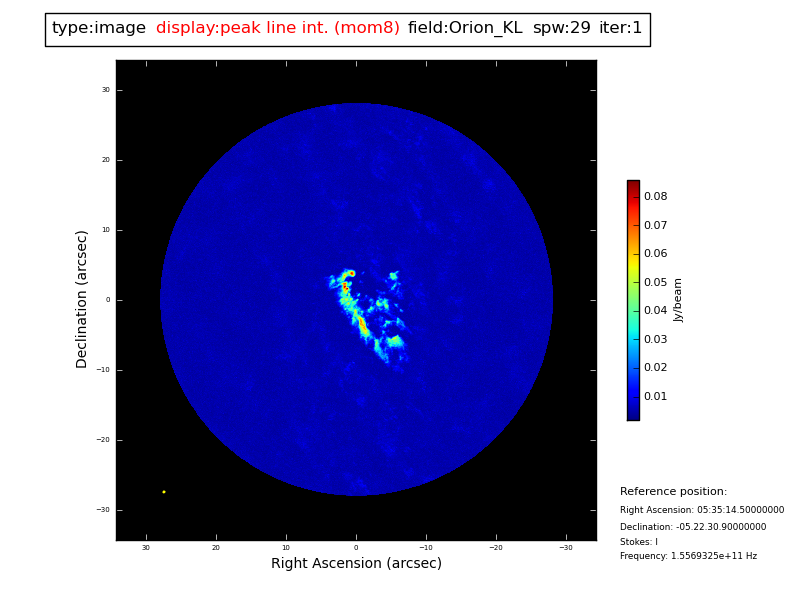 type:image display:peak line int. (mom8) field:Orion_KL spw:29 iter:1
30
20
10
0
−10
−20
−30
Declination (arcsec)
30 20 10 0 −10 −20 −30
Right Ascension (arcsec)
0.08
0.07
0.06
0.05
0.04
0.03
0.02
0.01
Jy/beam
Reference position:
Right Ascension: 05:35:14.50000000
Declination: -05.22.30.90000000
Stokes: I
Frequency: 1.5569325e+11 Hz